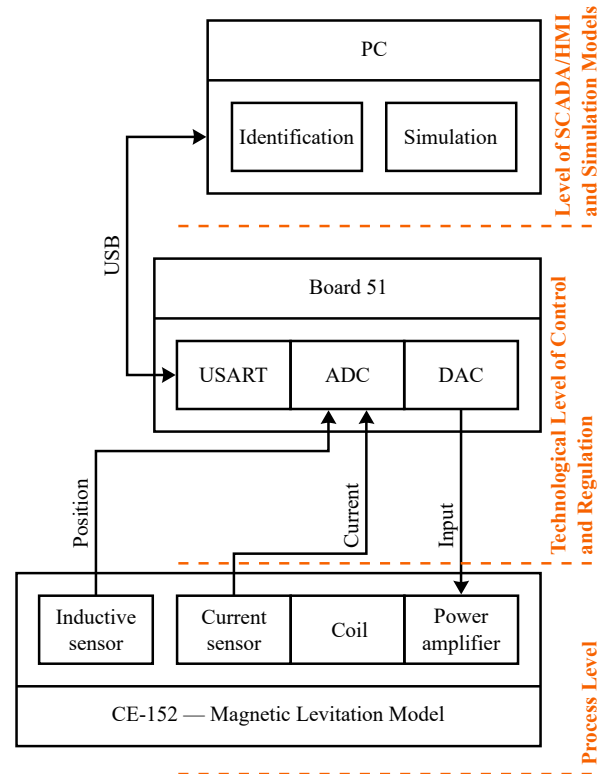 PC
Identification
Simulation
Level of SCADA/HMI
and Simulation Models
USB
Board 51
USART
ADC
DAC
Technological Level of Control
and Regulation
Position
Current
Input
Inductive
sensor
Current
sensor
Coil
Power
amplifier
CE-152 — Magnetic Levitation Model
Process Level